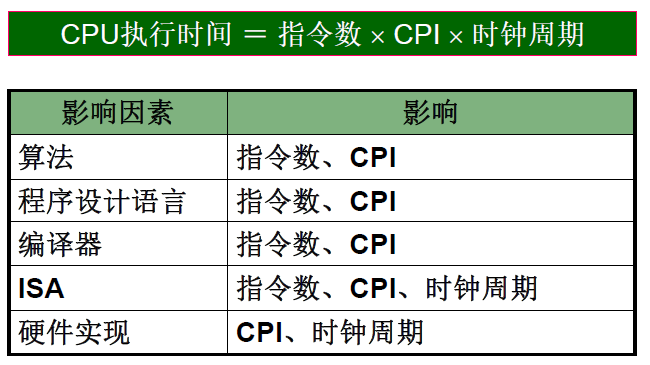 CPU执行时间 ＝ 指令数 × CPI × 时钟周期
影响因素 影响
算法 指令数、CPI
程序设计语言 指令数、CPI
编译器 指令数、CPI
ISA 指令数、CPI、时钟周期
硬件实现 CPI、时钟周期